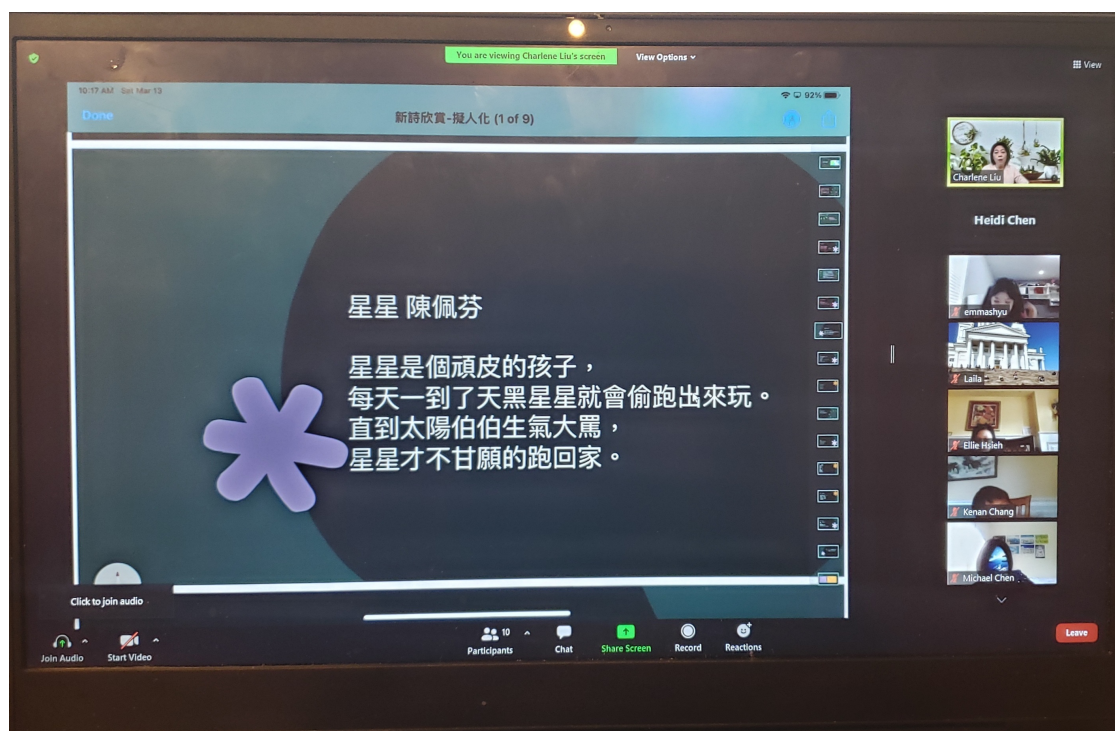 You are viewing Charlene Liu's screen
View Options
View
10:17 AM Sat Mar 13
92%
Done
新詩欣賞-擬人化 (1 of 9)
星星 陳佩芬
星星是個頑皮的孩子，
每天一到了天黑星星就會偷跑出來玩。
直到太陽伯伯生氣大罵，
星星才不甘願的跑回家。
Charlene Liu
Heidi Chen
emmashyu
Laila
Ellie Hsieh
Kenan Chang
Michael Chen
Click to join audio
Join Audio
Start Video
10
Participants
Chat
Share Screen
Record
Reactions
Leave